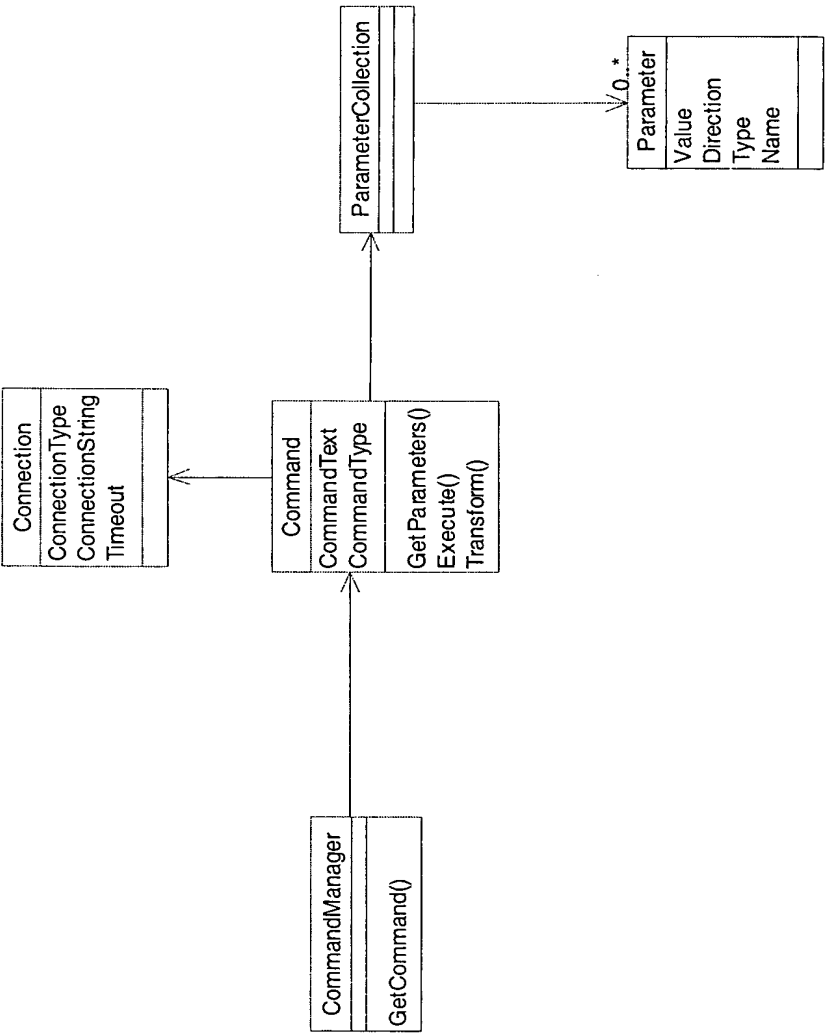 Connection
ConnectionType
ConnectionString
Timeout
CommandManager
GetCommand()
Command
CommandText
CommandType
GetParameters()
Execute()
Transform()
ParameterCollection
0...*
Parameter
Value
Direction
Type
Name